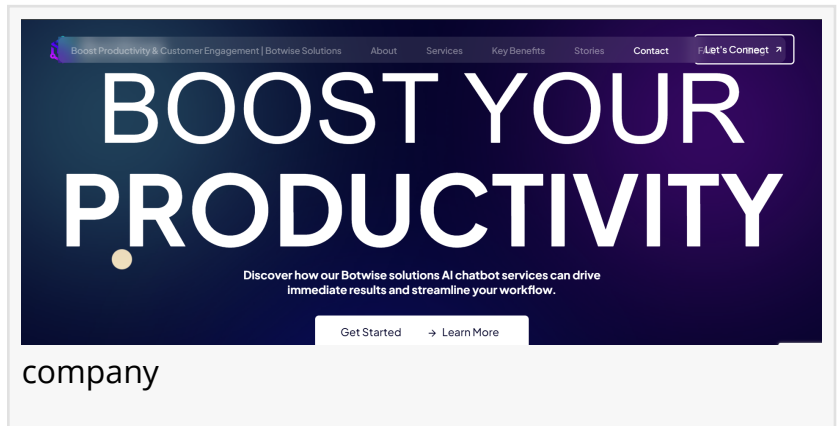 Boost Productivity & Customer Engagement | Botwise Solutions About Services Key Benefits Stories Contact Let's Connect ↗
BOOST YOUR
PRODUCTIVITY
Discover how our Botwise solutions AI chatbot services can drive
immediate results and streamline your workflow.
Get Started → Learn More
company